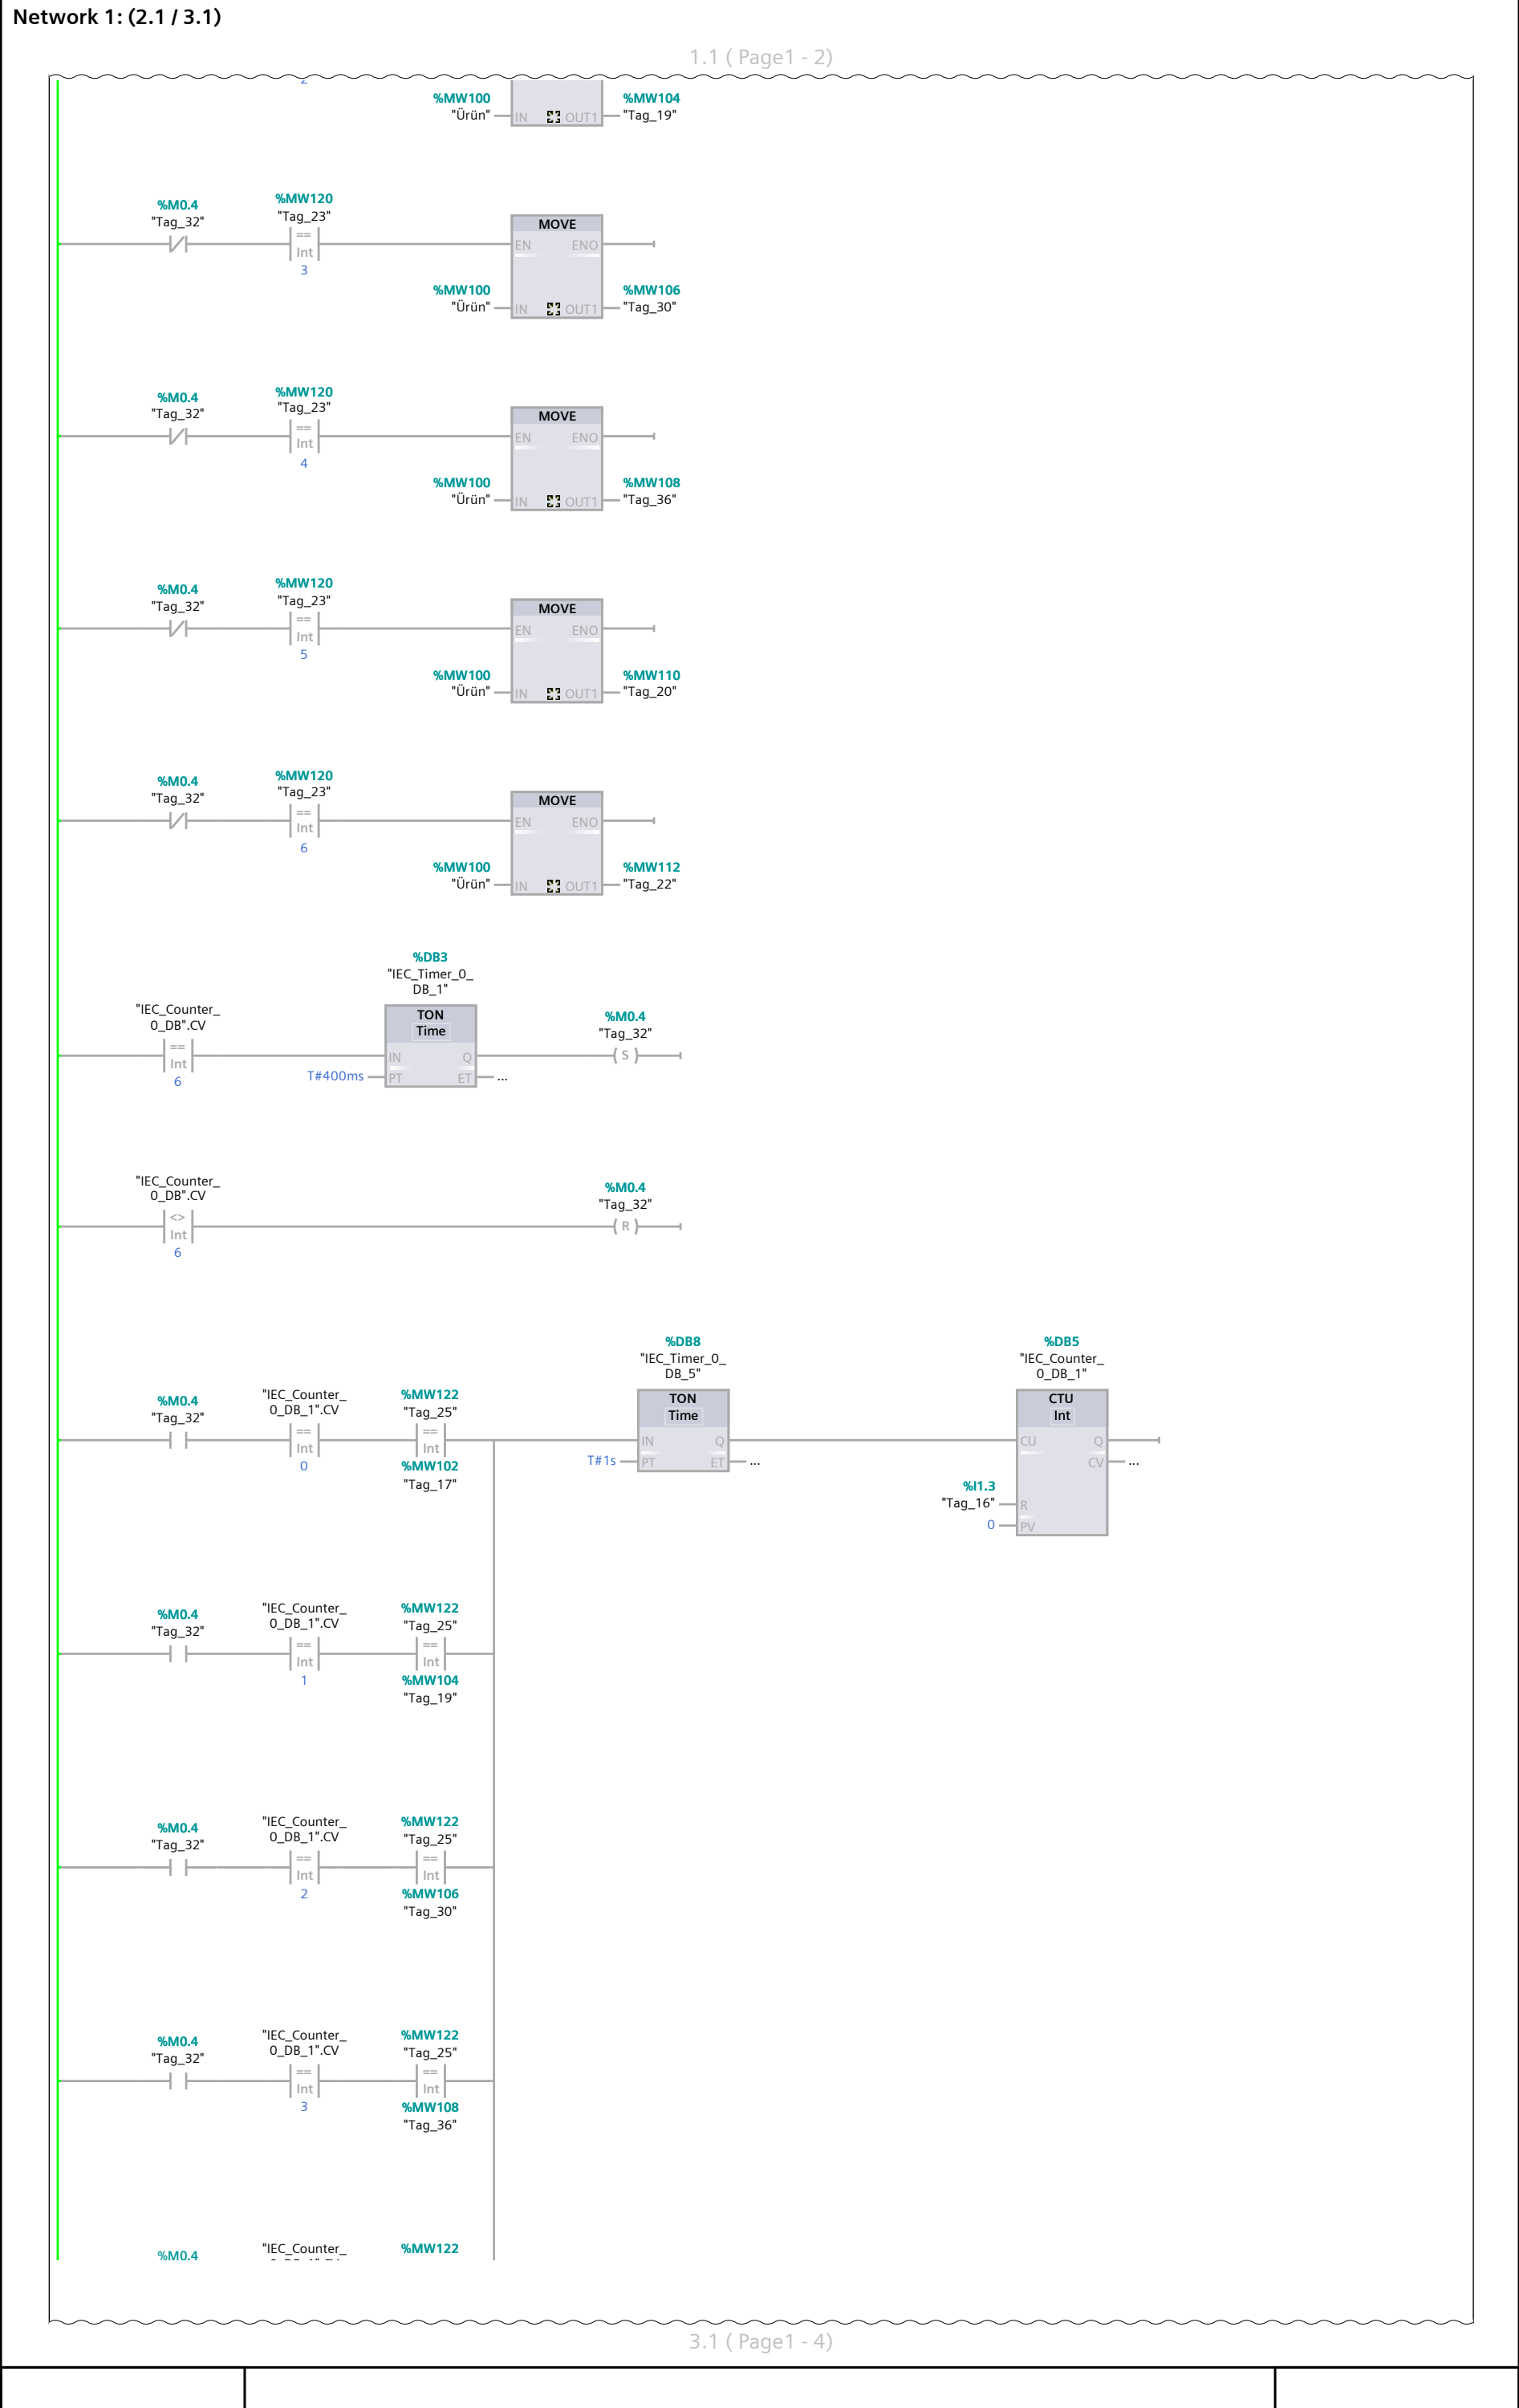 Network 1: (2.1 / 3.1)
1.1 ( Page1 - 2)
%MW100 %MW104
"Ürün" IN OUT1 "Tag_19"
%M0.4 %MW120
"Tag_32" "Tag_23"
MOVE
== EN ENO
Int
3
%MW100 %MW106
"Ürün" IN OUT1 "Tag_30"
%M0.4 %MW120
"Tag_32" "Tag_23"
MOVE
== EN ENO
Int
4
%MW100 %MW108
"Ürün" IN OUT1 "Tag_36"
%M0.4 %MW120
"Tag_32" "Tag_23"
MOVE
== EN ENO
Int
5
%MW100 %MW110
"Ürün" IN OUT1 "Tag_20"
%M0.4 %MW120
"Tag_32" "Tag_23"
MOVE
== EN ENO
Int
6
%MW100 %MW112
"Ürün" IN OUT1 "Tag_22"
%DB3
"IEC_Timer_0_
DB_1"
"IEC_Counter_
0_DB".CV
TON
Time
%M0.4
"Tag_32"
== IN Q ( S )
Int
6
T#400ms PT ET ...
"IEC_Counter_
0_DB".CV
%M0.4
"Tag_32"
<> ( R )
Int
6
%DB8 %DB5
"IEC_Timer_0_ "IEC_Counter_
DB_5" 0_DB_1"
%M0.4 "IEC_Counter_ %MW122
"Tag_32" 0_DB_1".CV "Tag_25"
TON CTU
Time Int
== == IN Q CU Q
Int Int
0 %MW102
"Tag_17"
T#1s PT ET ... CV ...
%I1.3
"Tag_16" R
0 PV
%M0.4 "IEC_Counter_ %MW122
"Tag_32" 0_DB_1".CV "Tag_25"
== ==
Int Int
1 %MW104
"Tag_19"
%M0.4 "IEC_Counter_ %MW122
"Tag_32" 0_DB_1".CV "Tag_25"
== ==
Int Int
2 %MW106
"Tag_30"
%M0.4 "IEC_Counter_ %MW122
"Tag_32" 0_DB_1".CV "Tag_25"
== ==
Int Int
3 %MW108
"Tag_36"
%M0.4 "IEC_Counter_ %MW122
3.1 ( Page1 - 4)